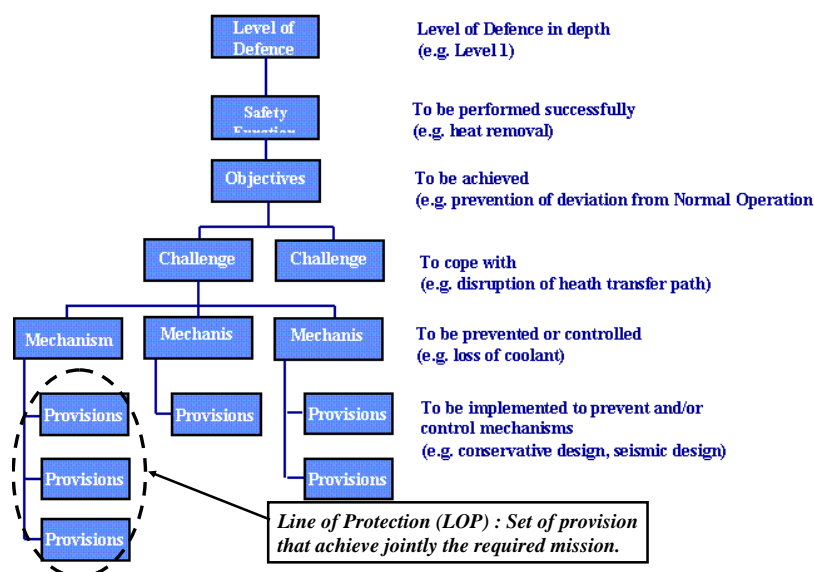 Level of
Defence
Level of Defence in depth
(e.g. Level 1)
Safety
Function
To be performed successfully
(e.g. heat removal)
Objectives
To be achieved
(e.g. prevention of deviation from Normal Operation
Challenge
Challenge
To cope with
(e.g. disruption of heath transfer path)
Mechanism
Mechanis
Mechanis
To be prevented or controlled
(e.g. loss of coolant)
Provisions
Provisions
Provisions
To be implemented to prevent and/or
control mechanisms
(e.g. conservative design, seismic design)
Provisions
Provisions
Provisions
Line of Protection (LOP) : Set of provision
that achieve jointly the required mission.